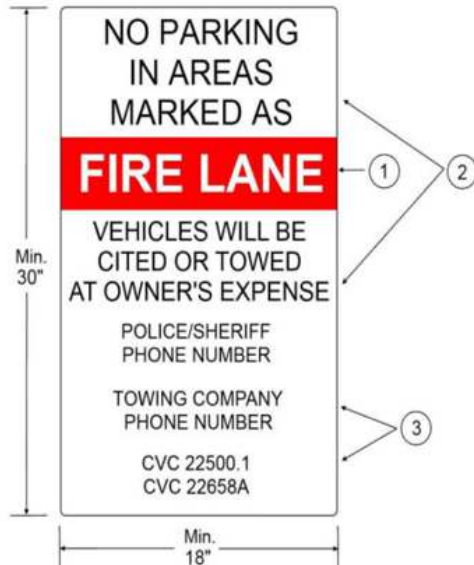 NO PARKING
IN AREAS
MARKED AS
FIRE LANE
1
2
VEHICLES WILL BE
CITED OR TOWED
AT OWNER'S EXPENSE
Min.
30"
POLICE/SHERIFF
PHONE NUMBER
TOWING COMPANY
PHONE NUMBER
3
CVC 22500.1
CVC 22658A
Min.
18"